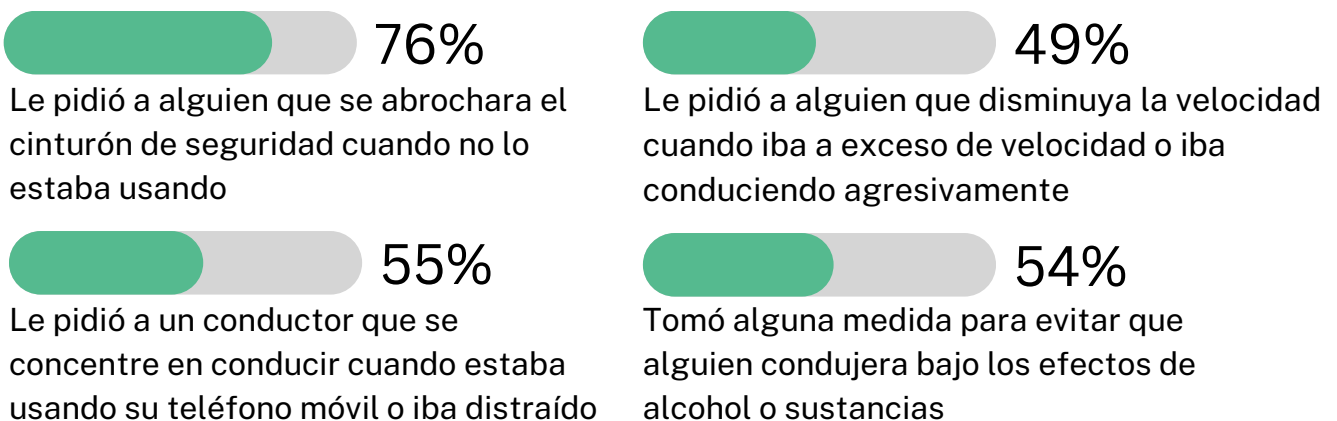 76%
Le pidió a alguien que se abrochara el
cinturón de seguridad cuando no lo
estaba usando
49%
Le pidió a alguien que disminuya la velocidad
cuando iba a exceso de velocidad o iba
conduciendo agresivamente
55%
Le pidió a un conductor que se
concentre en conducir cuando estaba
usando su teléfono móvil o iba distraído
54%
Tomó alguna medida para evitar que
alguien condujera bajo los efectos de
alcohol o sustancias